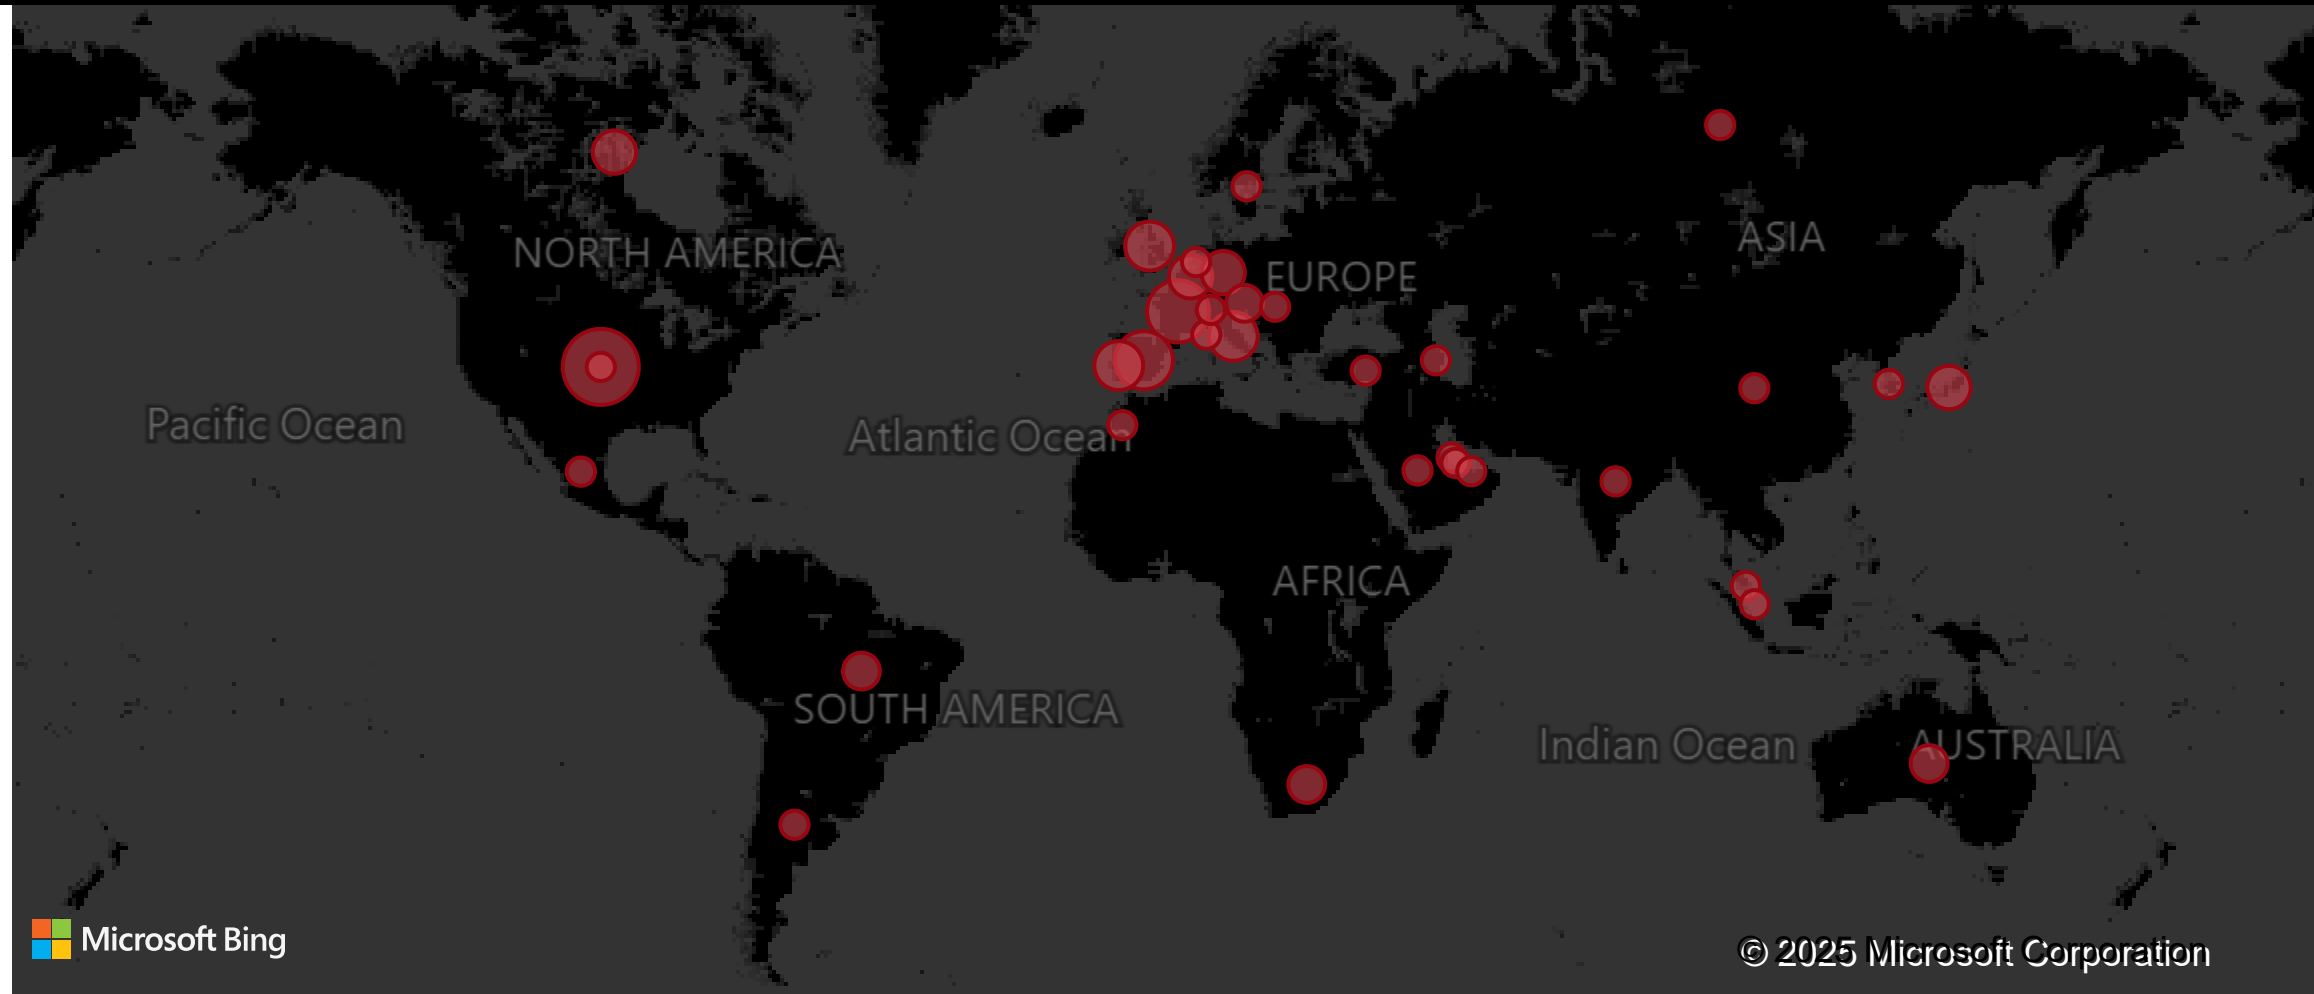 ASIA
NORTH AMERICA
EUROPE
Pacific Ocean
Atlantic Ocean
AFRICA
SOUTH AMERICA
Indian Ocean
AUSTRALIA
Microsoft Bing
© 2025 Microsoft Corporation